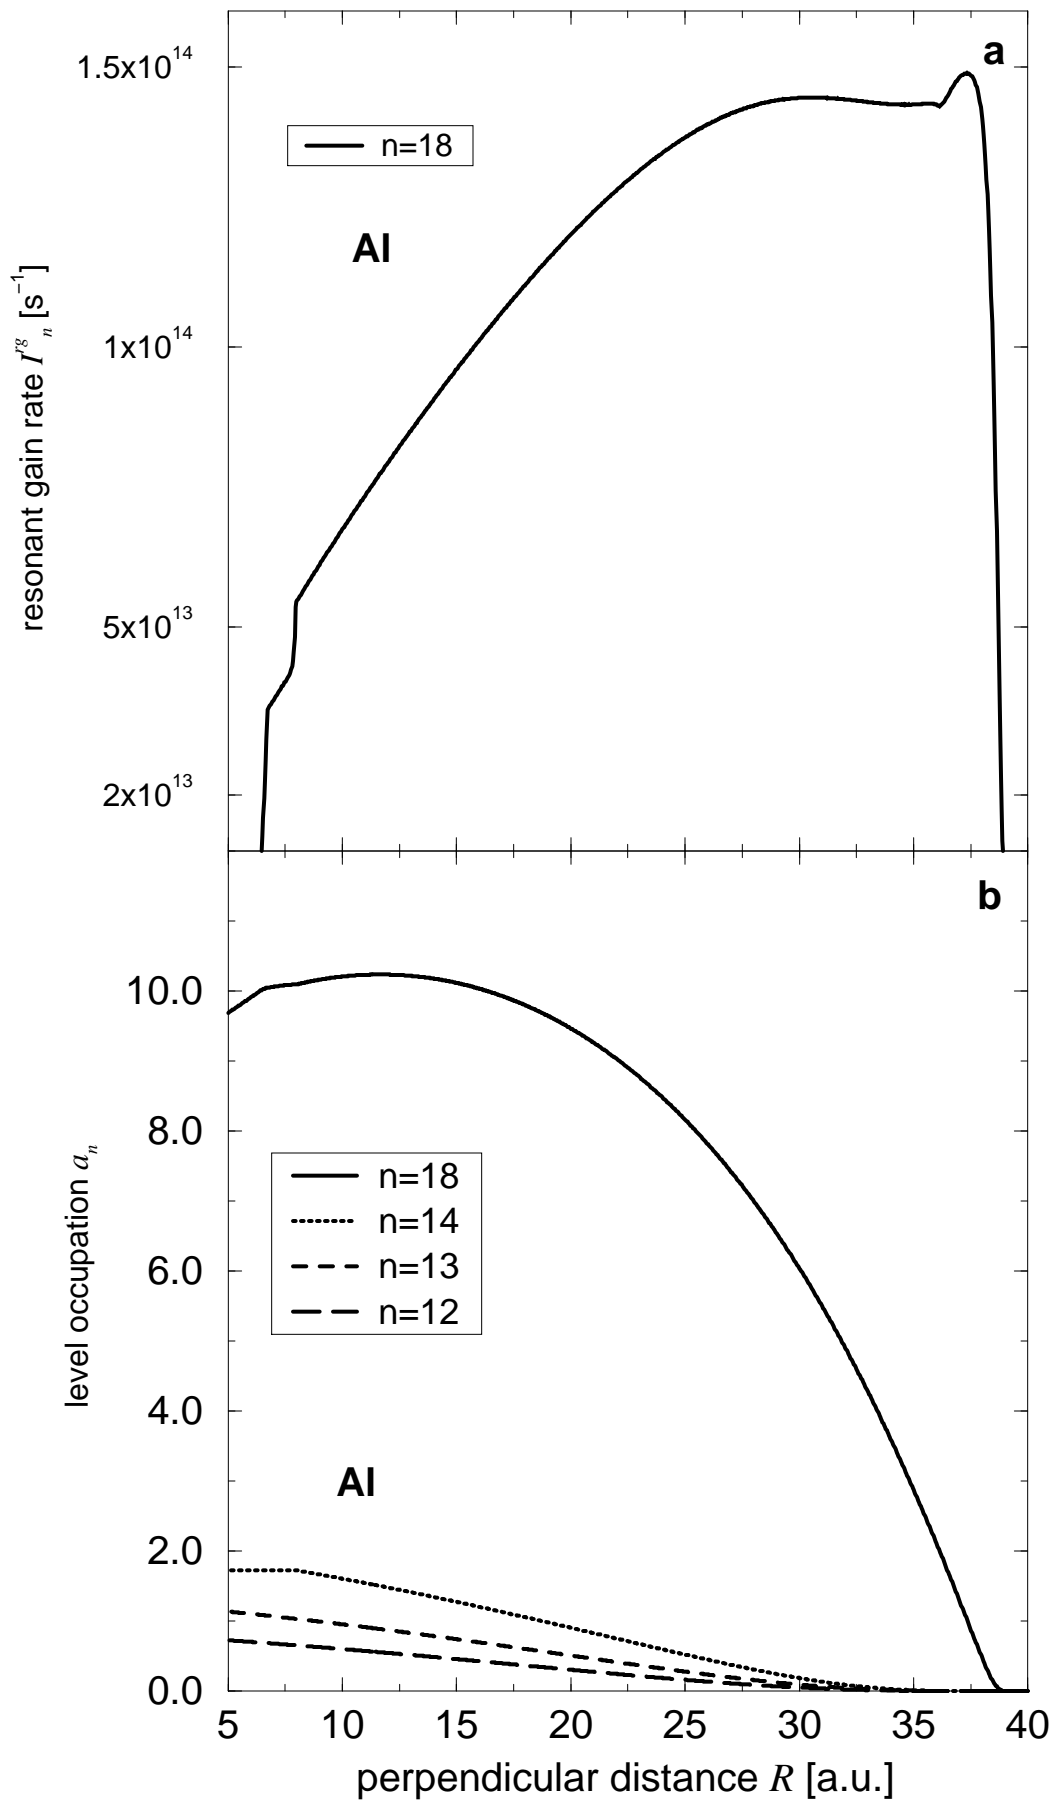 a
1.5x10^14
n=18
Al
resonant gain rate I^rg_n [s^−1]
1x10^14
5x10^13
2x10^13
b
10.0
8.0
n=18
n=14
n=13
n=12
level occupation a_n
6.0
4.0
Al
2.0
0.0
5 10 15 20 25 30 35 40
perpendicular distance R [a.u.]